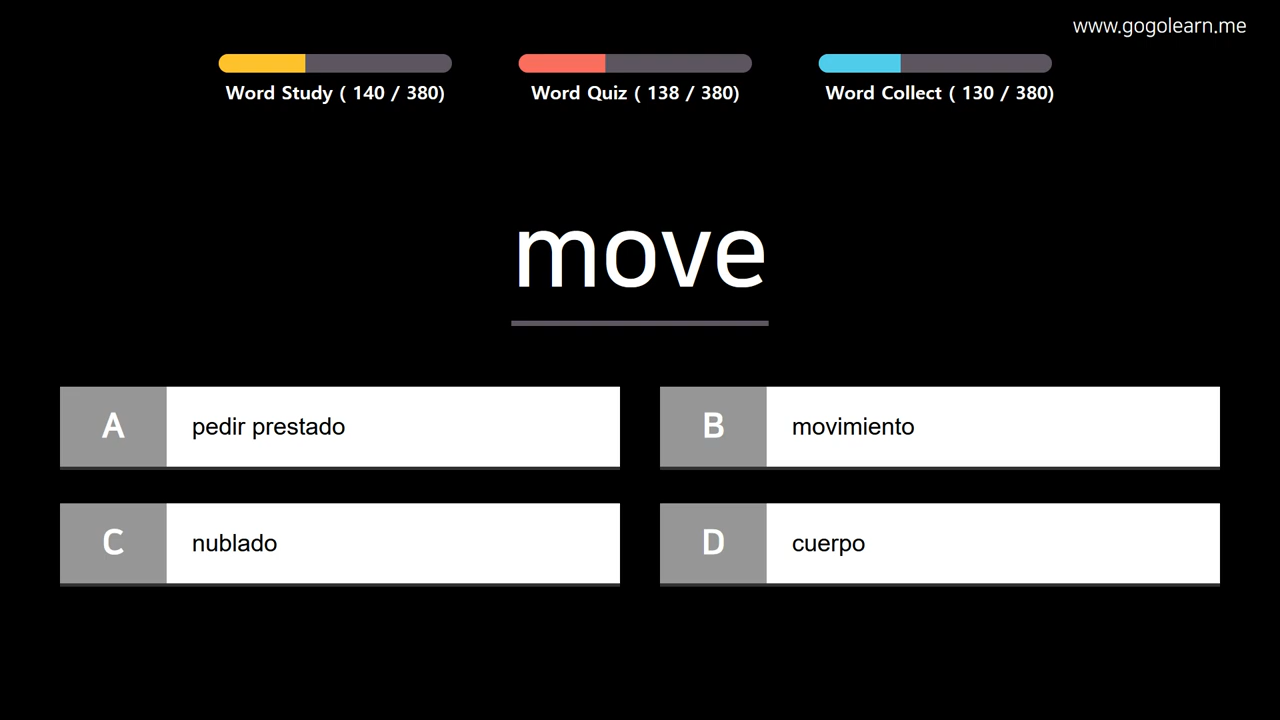 www.gogolearn.me
Word Study ( 140 / 380)
Word Quiz ( 138 / 380)
Word Collect ( 130 / 380)
move
A pedir prestado
B movimiento
C nublado
D cuerpo